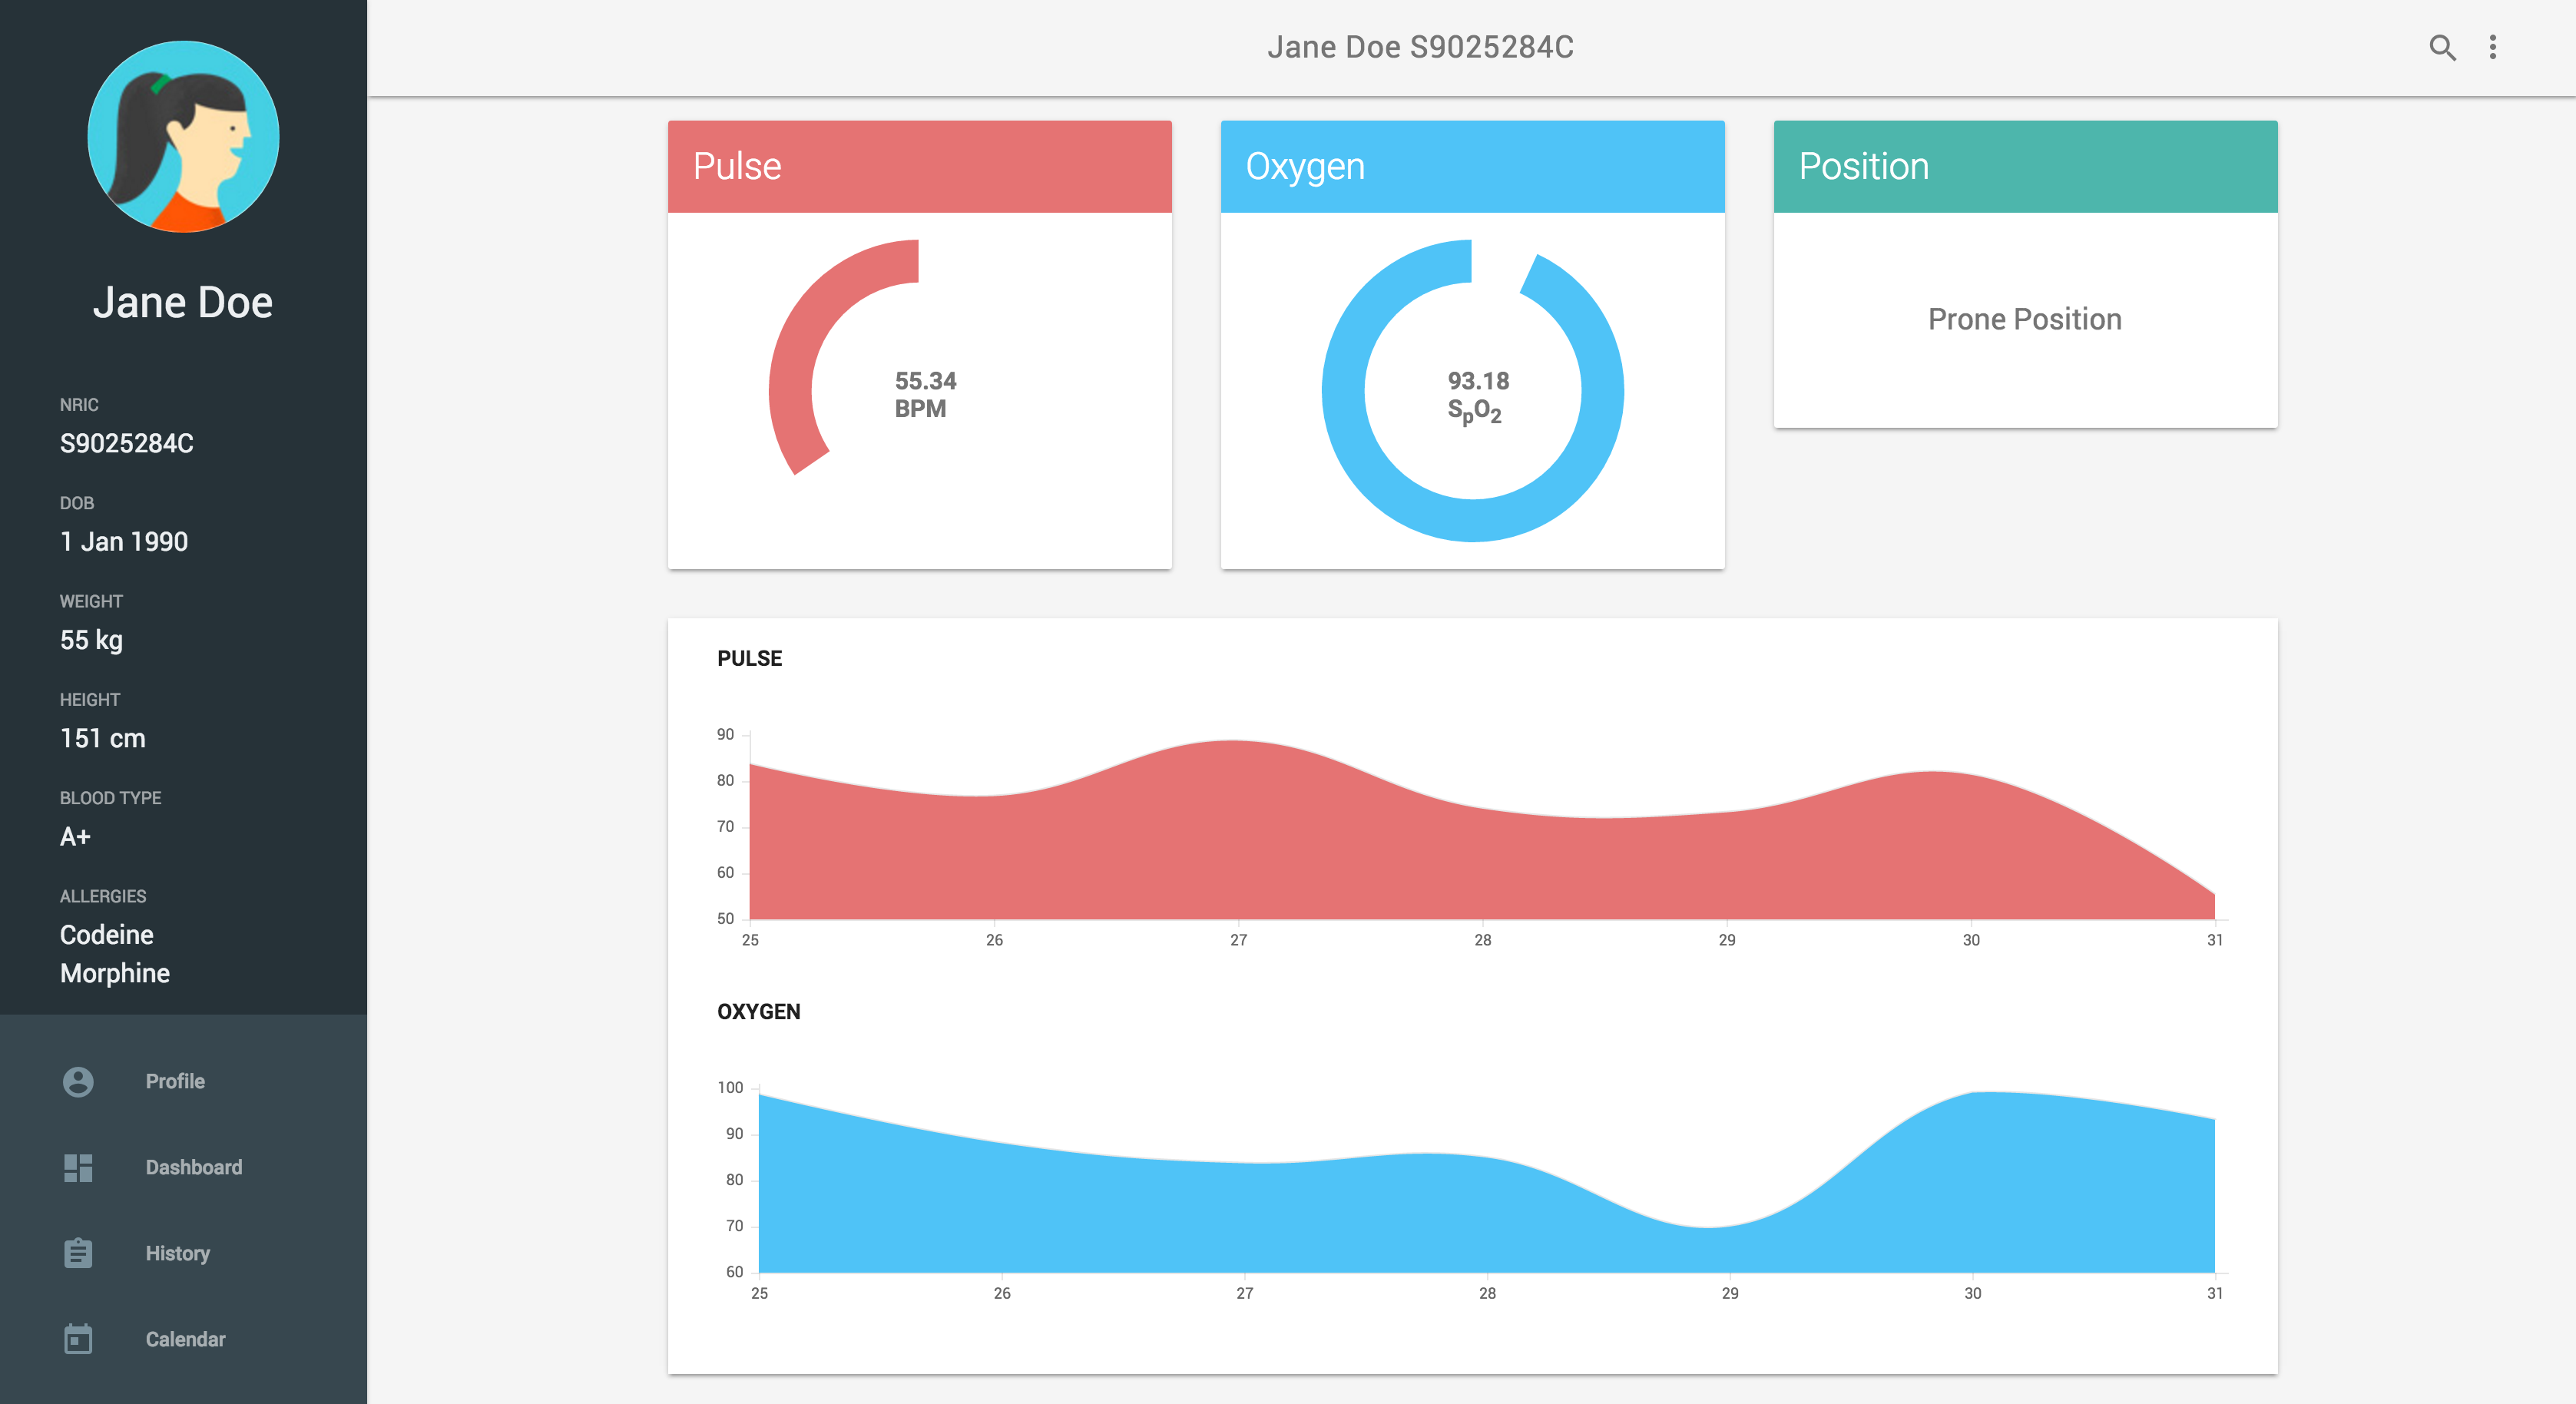 Jane Doe
NRIC
S9025284C
DOB
1 Jan 1990
WEIGHT
55 kg
HEIGHT
151 cm
BLOOD TYPE
A+
ALLERGIES
Codeine
Morphine
Profile
Dashboard
History
Calendar
Jane Doe S9025284C
Pulse
55.34
BPM
Oxygen
93.18
SpO2
Position
Prone Position
PULSE
90
80
70
60
50
25 26 27 28 29 30 31
OXYGEN
100
90
80
70
60
25 26 27 28 29 30 31